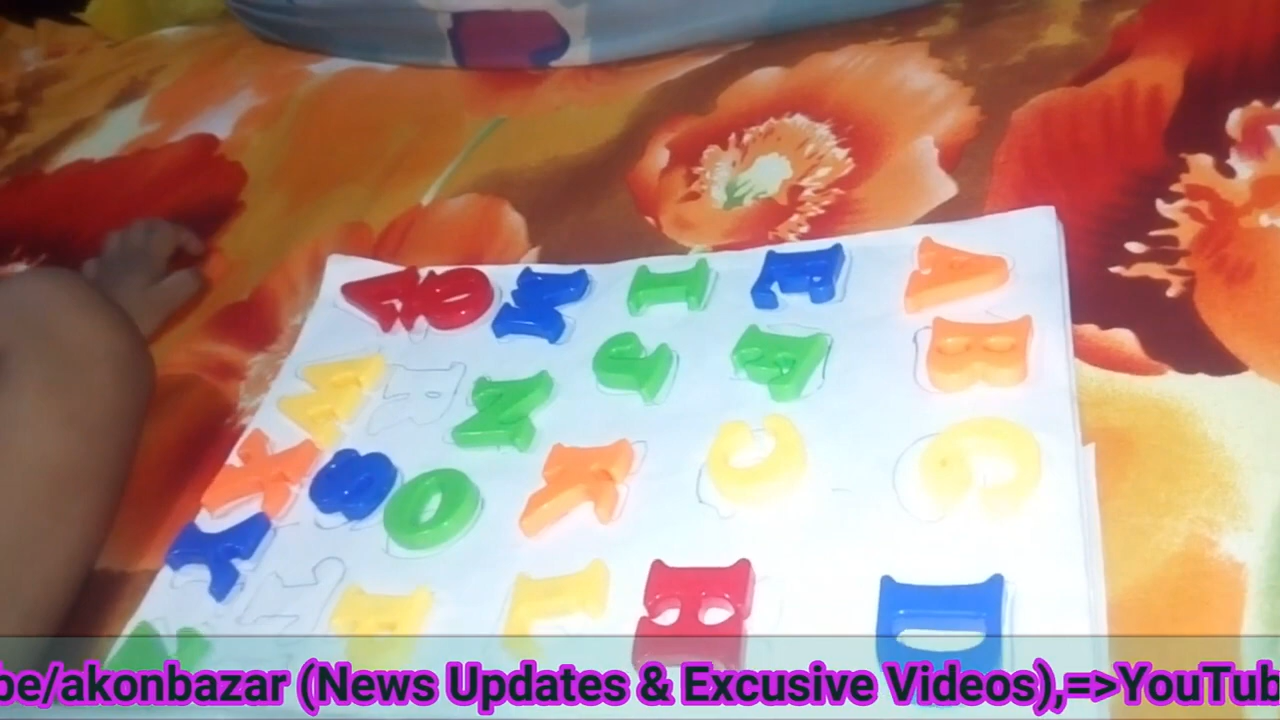 A B C D
E F G H
I J K L
M N O P
Q R S T
V W X Y Z
be/akonbazar (News Updates & Excusive Videos),=>YouTub